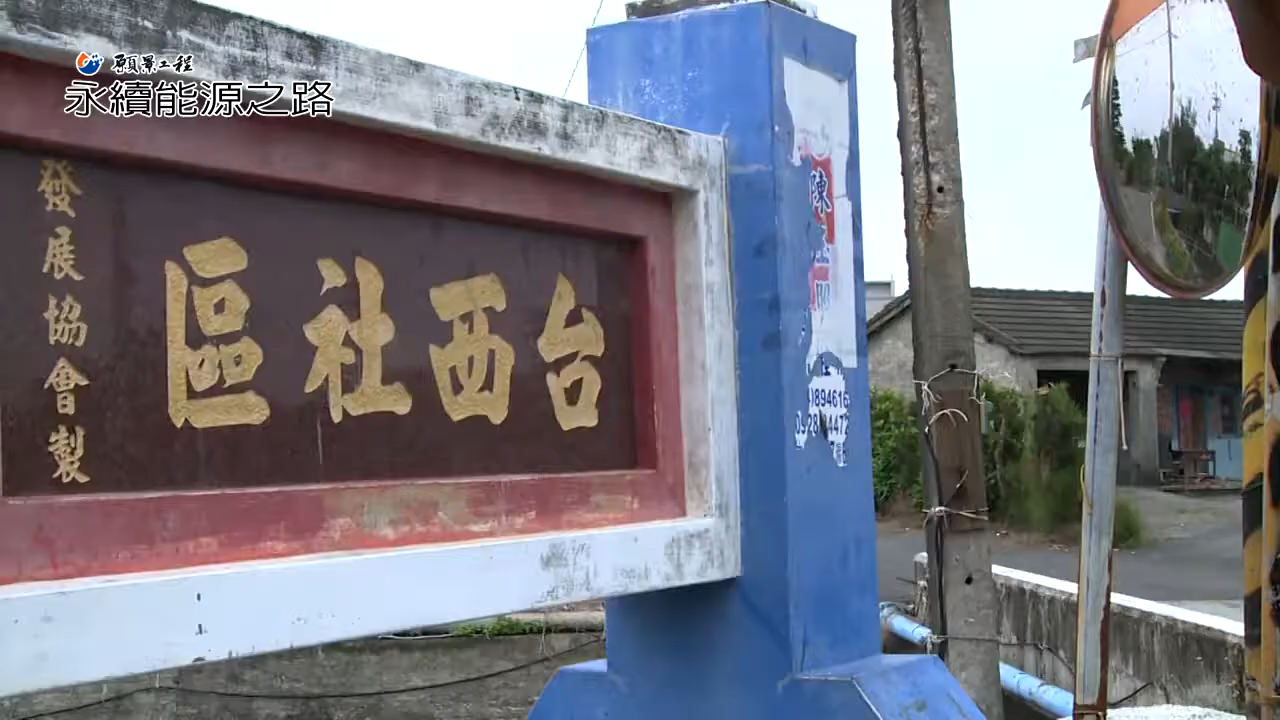 願景工程
永續能源之路
台西社區
發展協會製
陳